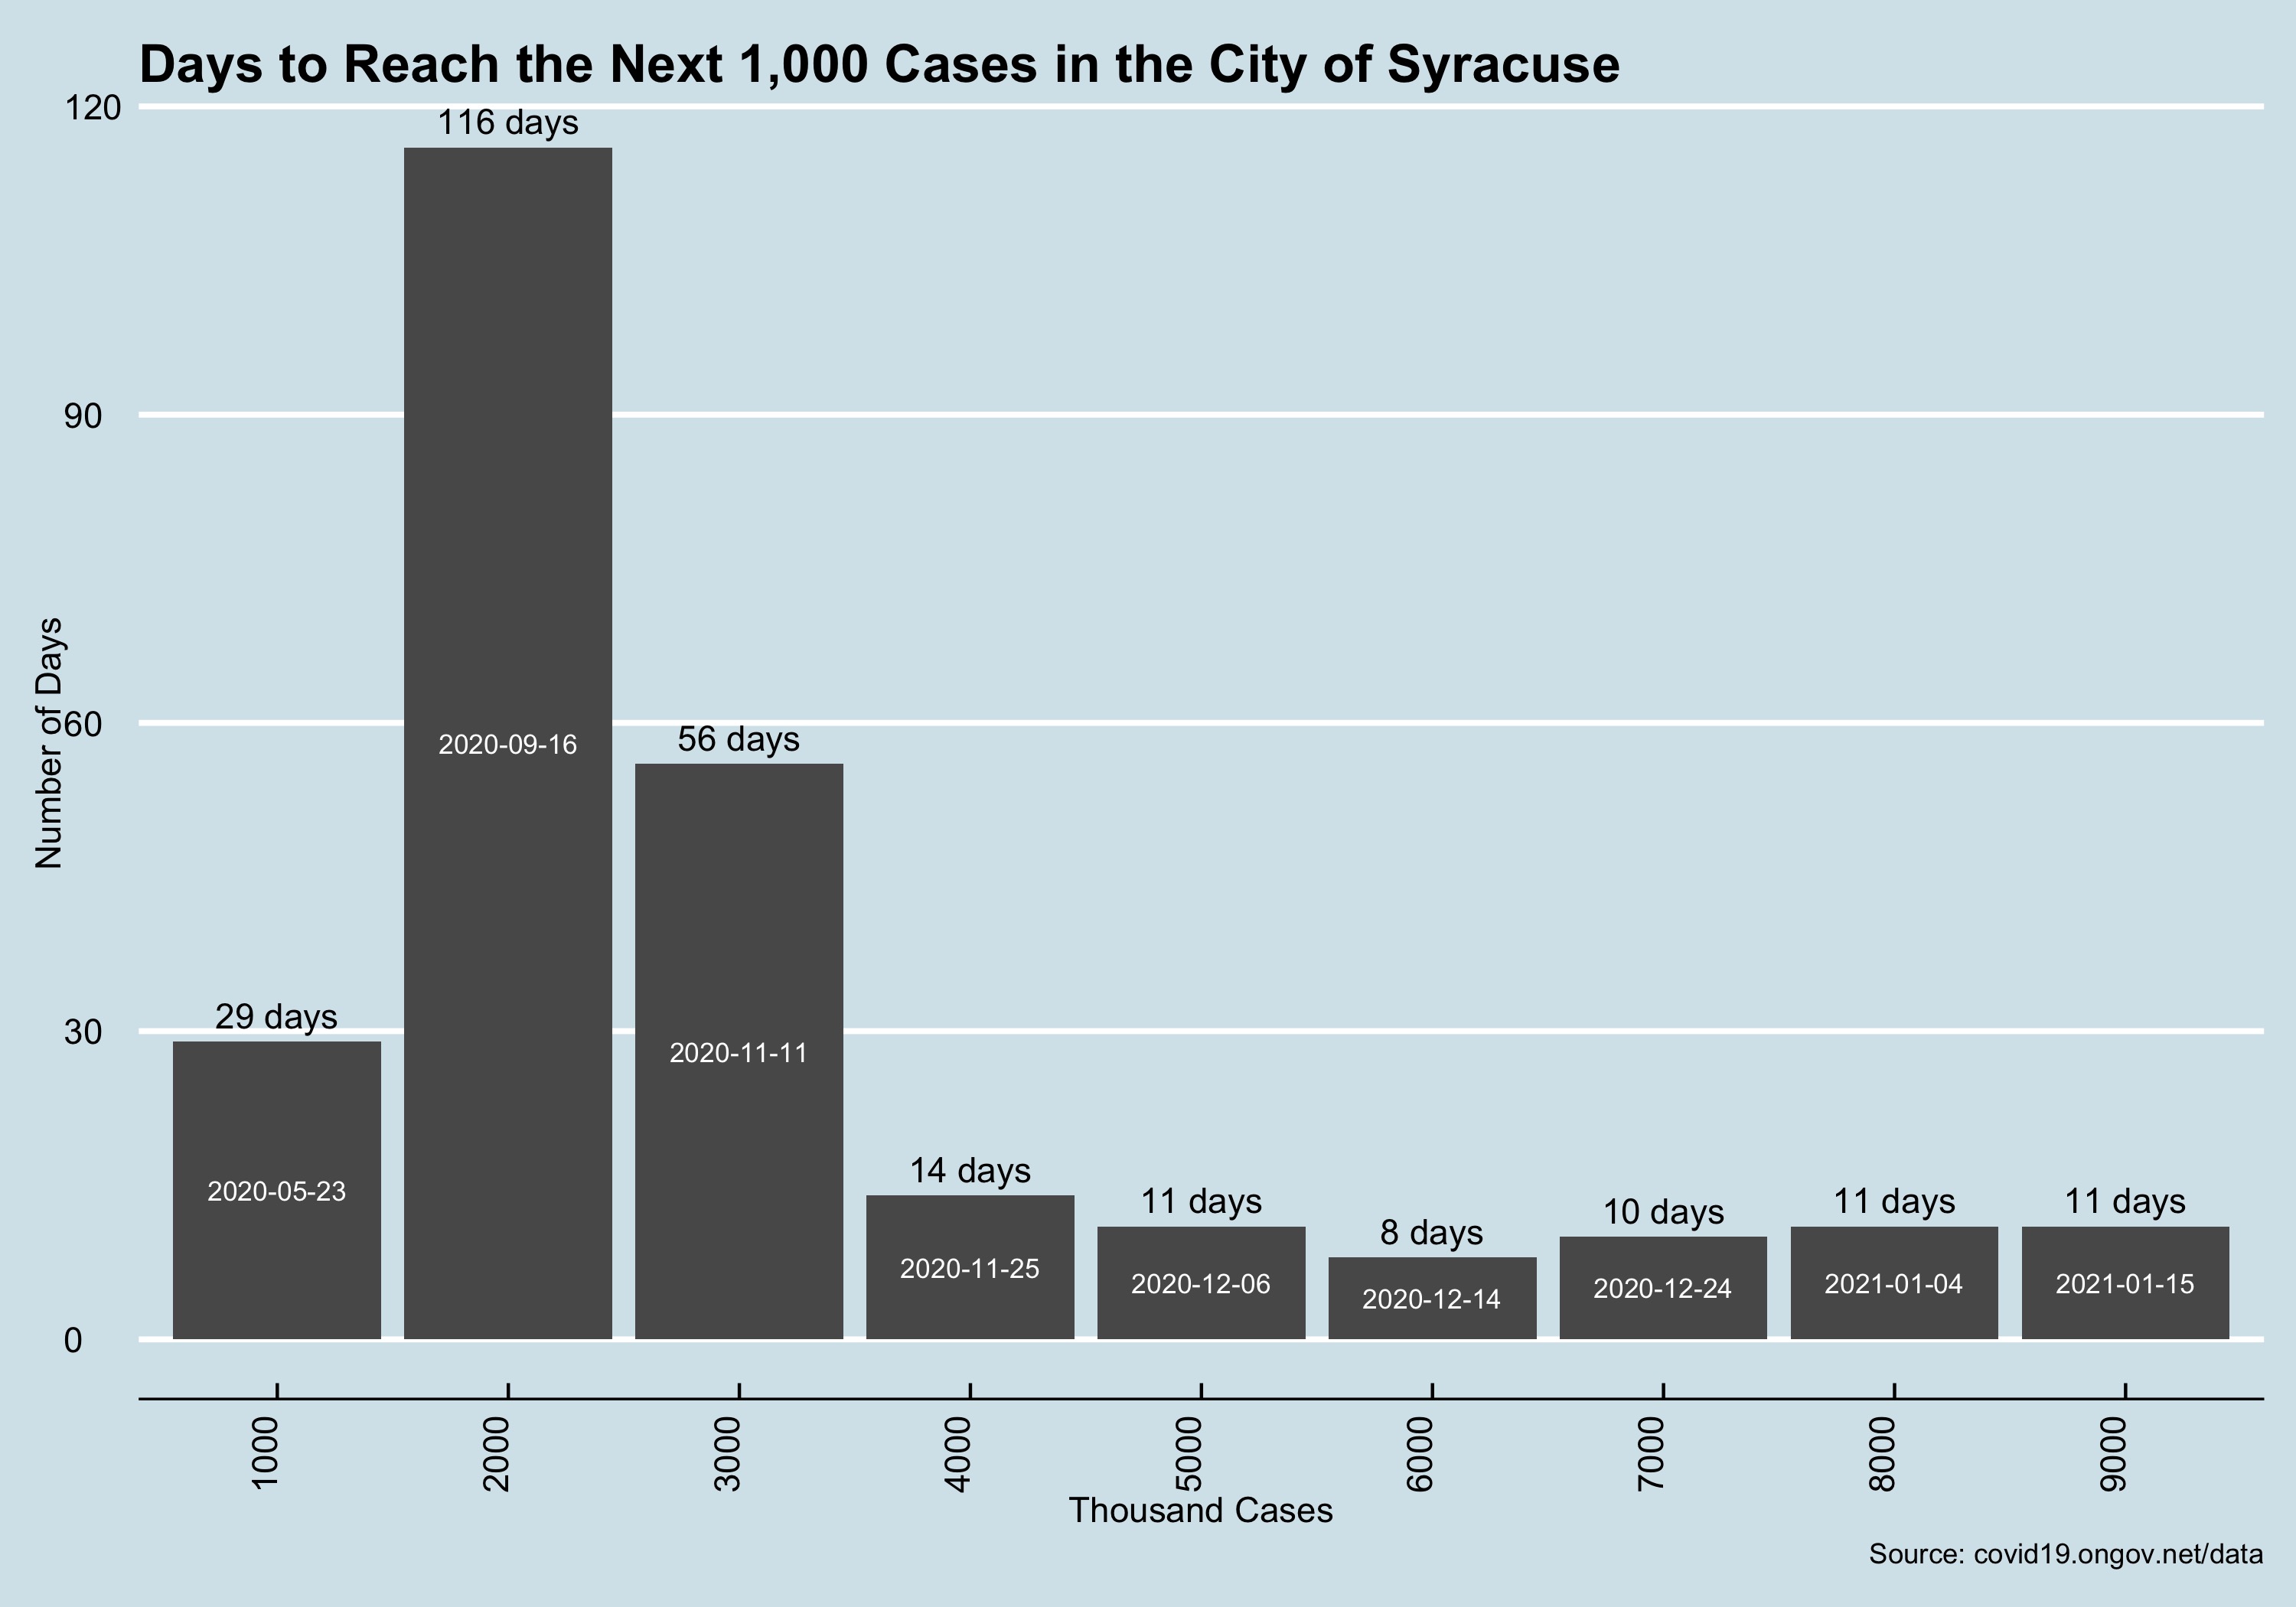 Days to Reach the Next 1,000 Cases in the City of Syracuse
120
90
60
30
0
Number of Days
116 days
56 days
29 days
14 days
11 days
8 days
10 days
11 days
11 days
2020-05-23
2020-09-16
2020-11-11
2020-11-25
2020-12-06
2020-12-14
2020-12-24
2021-01-04
2021-01-15
1000
2000
3000
4000
5000
6000
7000
8000
9000
Thousand Cases
Source: covid19.ongov.net/data